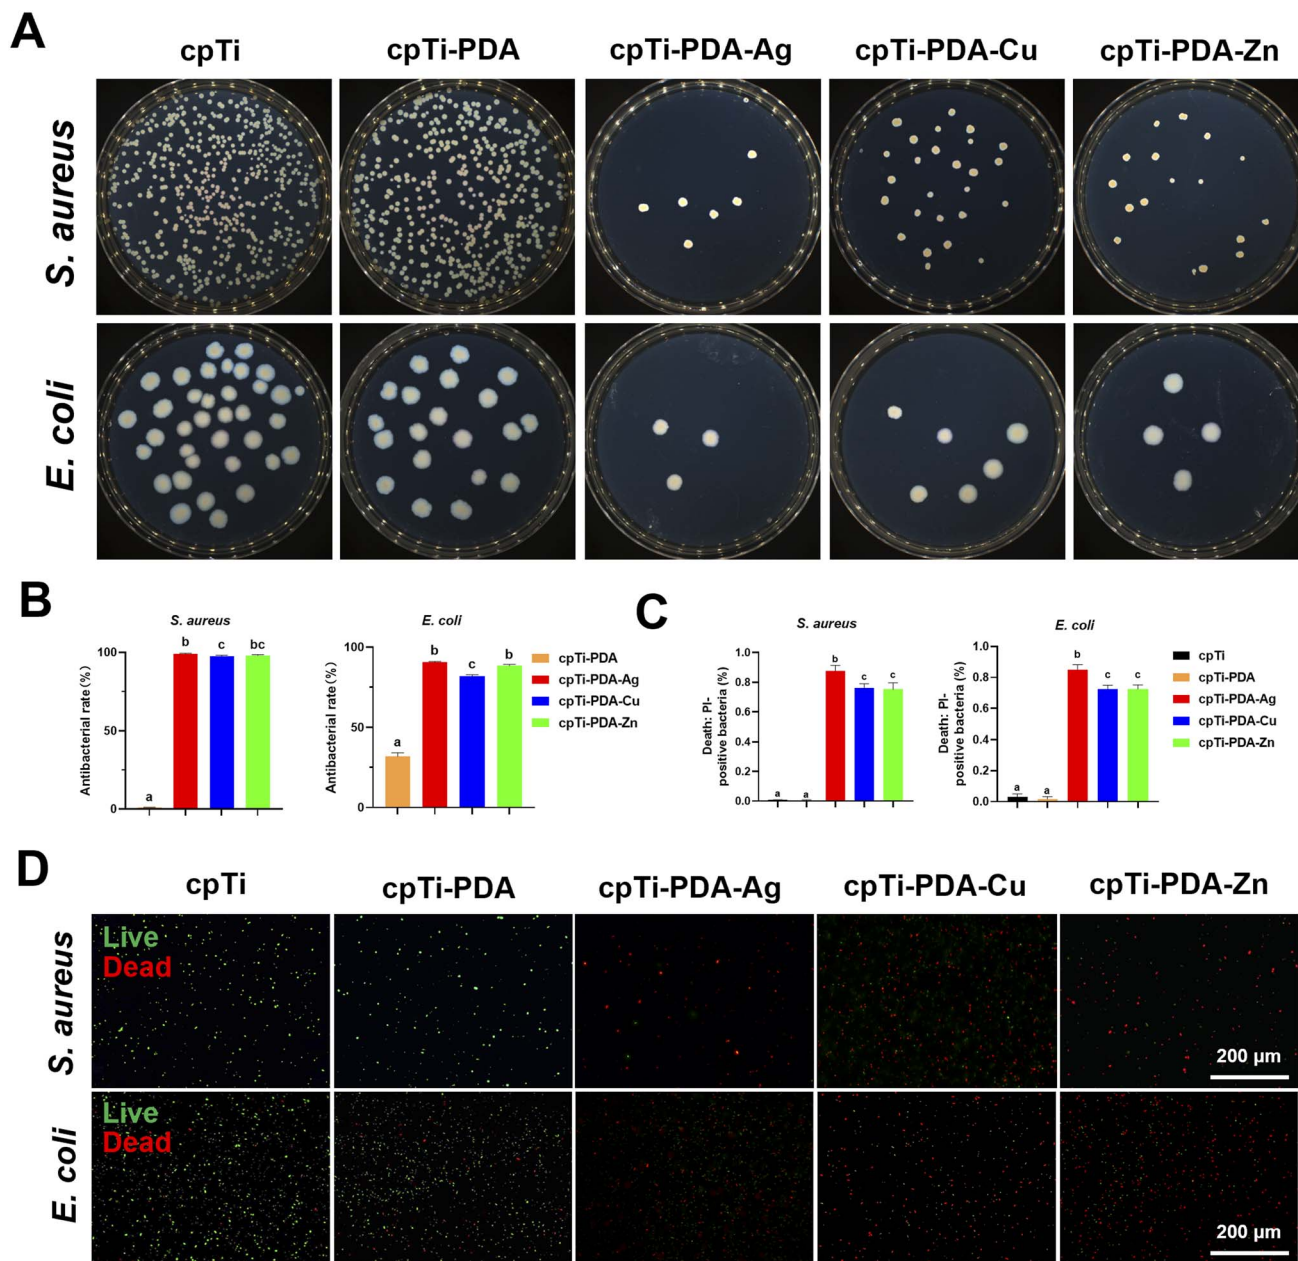 A
cpTi cpTi-PDA cpTi-PDA-Ag cpTi-PDA-Cu cpTi-PDA-Zn
S. aureus
E. coli
B
S. aureus
Antibacterial rate (%)
100
50
0
a b c bc
E. coli
Antibacterial rate (%)
100
50
0
a b c b
cpTi-PDA
cpTi-PDA-Ag
cpTi-PDA-Cu
cpTi-PDA-Zn
C
S. aureus
Death: PI-
positive bacteria (%)
1.0
0.8
0.6
0.4
0.2
0.0
a a b c c
E. coli
Death: PI-
positive bacteria (%)
1.0
0.8
0.6
0.4
0.2
0.0
a a b c c
cpTi
cpTi-PDA
cpTi-PDA-Ag
cpTi-PDA-Cu
cpTi-PDA-Zn
D
cpTi cpTi-PDA cpTi-PDA-Ag cpTi-PDA-Cu cpTi-PDA-Zn
S. aureus
Live
Dead
200 µm
E. coli
Live
Dead
200 µm